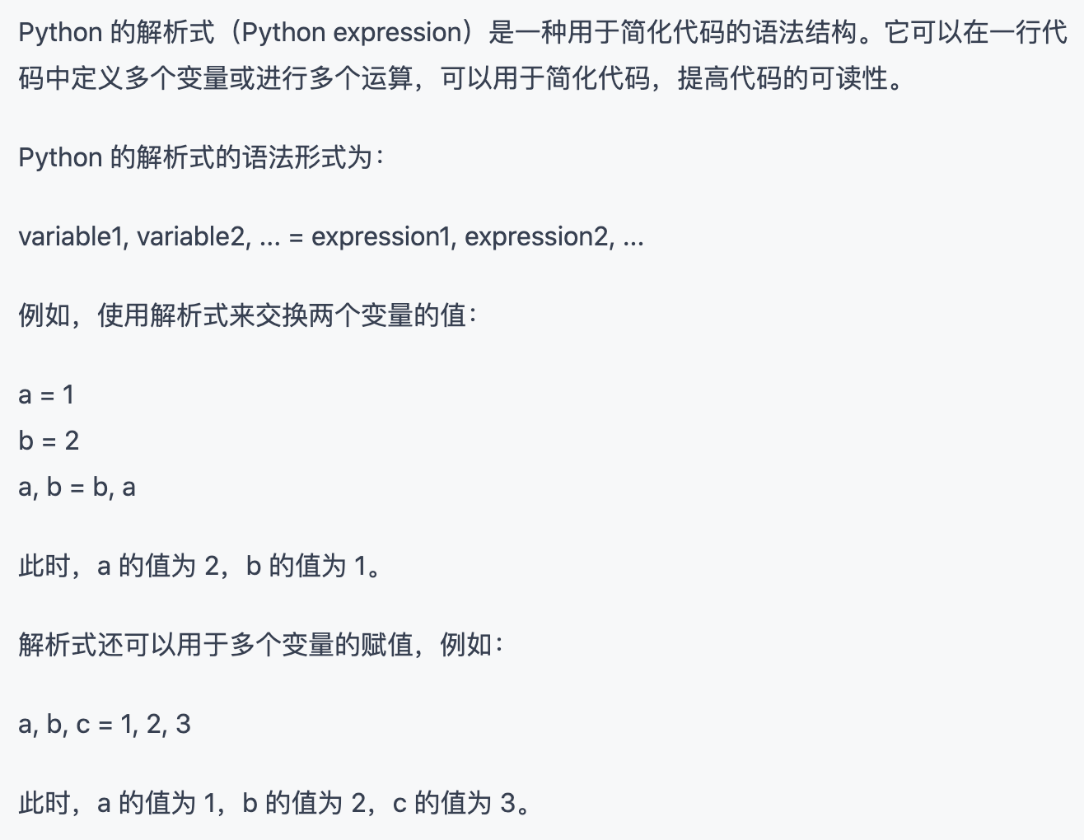 Python 的解析式（Python expression）是一种用于简化代码的语法结构。它可以在一行代
码中定义多个变量或进行多个运算，可以用于简化代码，提高代码的可读性。
Python 的解析式的语法形式为：
variable1, variable2, ... = expression1, expression2, ...
例如，使用解析式来交换两个变量的值：
a = 1
b = 2
a, b = b, a
此时，a 的值为 2，b 的值为 1。
解析式还可以用于多个变量的赋值，例如：
a, b, c = 1, 2, 3
此时，a 的值为 1，b 的值为 2，c 的值为 3。